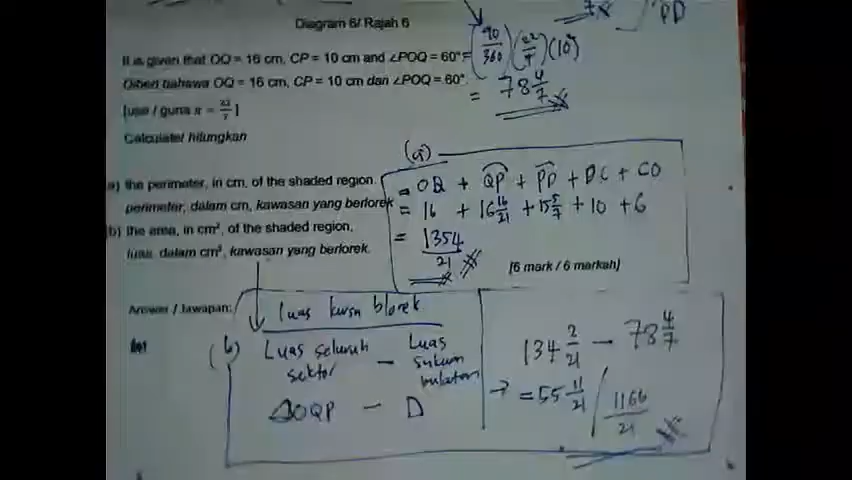 7 PD
Diagram 6/ Rajah 6
It is given that OQ = 16 cm, CP = 10 cm and ∠POQ = 60°
= (90/360) (22/7) (10²)
Diberi bahawa OQ = 16 cm, CP = 10 cm dan ∠POQ = 60°.
= 78 4/7
[use / guna π = 22/7]
Calculate/ hitungkan
(a)
a) the perimeter, in cm, of the shaded region.
= OQ + QP + PD + DC + CO
perimeter, dalam cm, kawasan yang berlorek
= 16 + 16 16/21 + 15 5/7 + 10 + 6
(b) the area, in cm², of the shaded region,
= 1354/21
luas, dalam cm², kawasan yang berlorek.
[6 mark / 6 markah]
Answer / Jawapan:
luas kwsn blorek
(b) Luas seluruh sektor − Luas sukuan bulatan
134 2/21 − 78 4/7
△OQP − D
→ = 55 11/21 / 1166/21